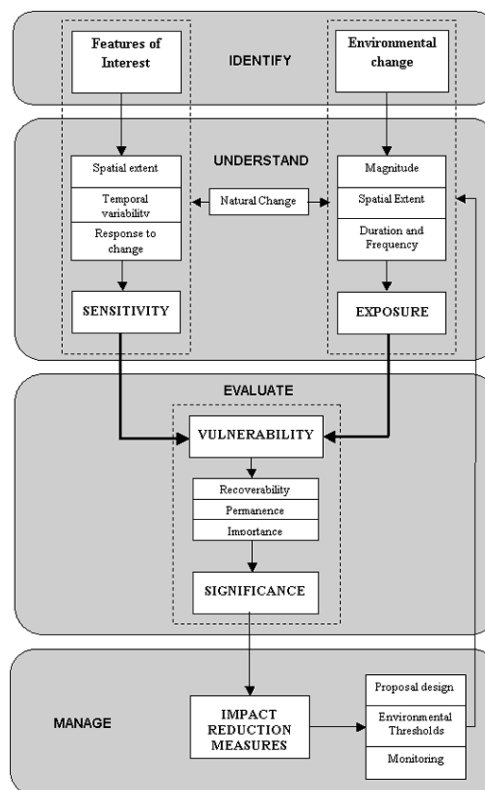 Features of
Interest
IDENTIFY
Environmental
change
UNDERSTAND
Spatial extent
Temporal
variability
Response to
change
Natural Change
Magnitude
Spatial Extent
Duration and
Frequency
SENSITIVITY
EXPOSURE
EVALUATE
VULNERABILITY
Recoverability
Permanence
Importance
SIGNIFICANCE
MANAGE
IMPACT
REDUCTION
MEASURES
Proposal design
Environmental
Thresholds
Monitoring